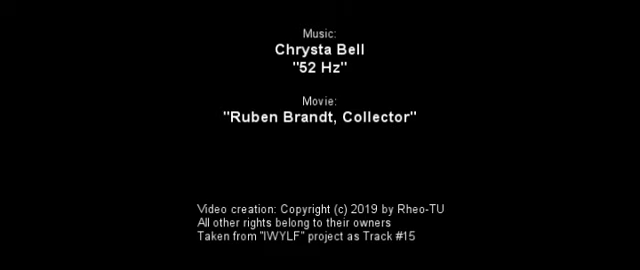 Music:
Chrysta Bell
"52 Hz"
Movie:
"Ruben Brandt, Collector"
Video creation: Copyright (c) 2019 by Rheo-TU
All other rights belong to their owners
Taken from "IWYLF" project as Track #15